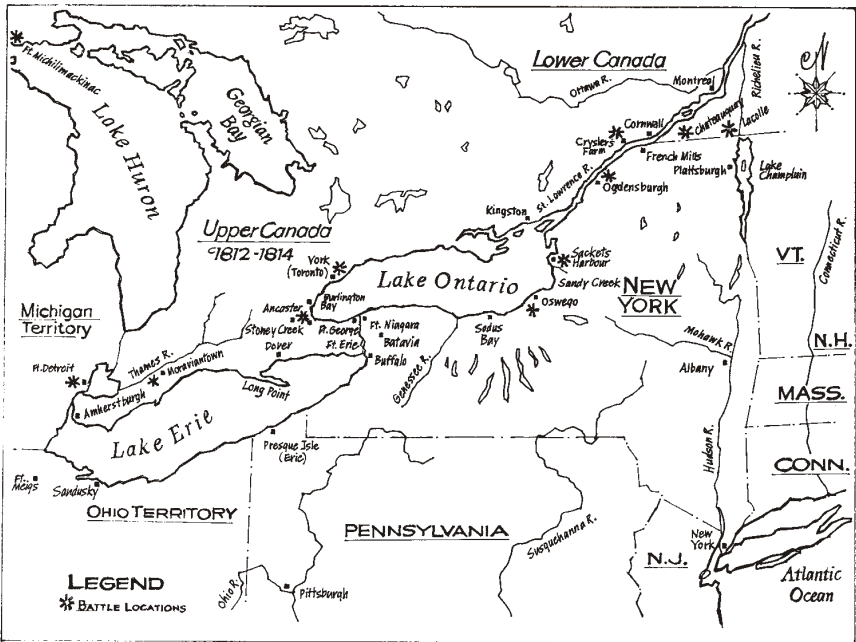 Ft. Michilimackinac
Lake Huron
Georgian
Bay
Lower Canada
Ottawa R.
Montreal
Richelieu R.
N
Cornwall
Chateauguay
Lacolle
Cryslers
Farm
French Mills
Plattsburgh
Lake
Champlain
St. Lawrence R.
Ogdensburgh
Kingston
Upper Canada
1812-1814
York
(Toronto)
Lake Ontario
Sackets
Harbour
Sandy Creek
VT.
Connecticut R.
NEW
YORK
Michigan
Territory
Burlington
Bay
Ancaster
Stoney Creek
Ft. George
Ft. Niagara
Oswego
Sodus
Bay
Dover
Ft. Erie
Batavia
Buffalo
Genessee R.
Mohawk R.
N.H.
Thames R.
Moraviantown
Ft. Detroit
Long Point
Albany
Amherstburgh
MASS.
Lake Erie
Hudson R.
Presque Isle
(Erie)
CONN.
Ft.
Meigs
Sandusky
OHIO TERRITORY
PENNSYLVANIA
Susquehanna R.
New
York
N.J.
LEGEND
BATTLE LOCATIONS
Ohio R.
Pittsburgh
Atlantic
Ocean